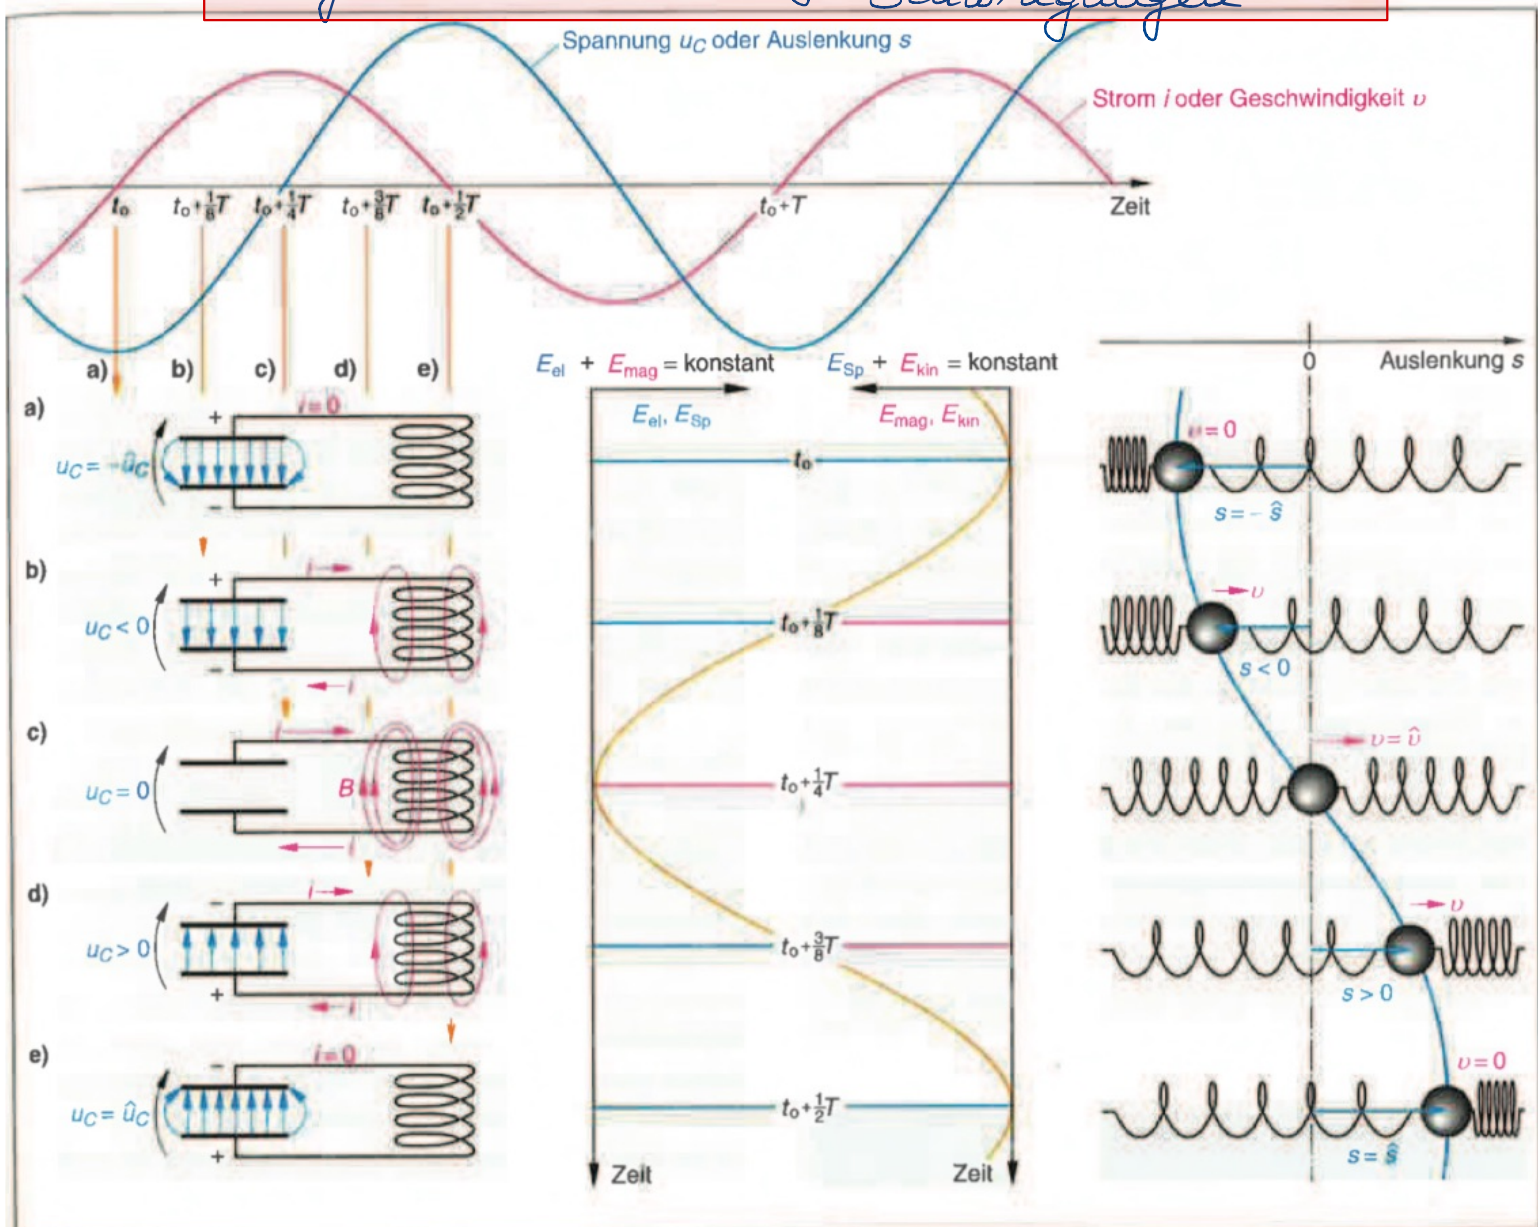 Schwingungen
Spannung u_C oder Auslenkung s
Strom i oder Geschwindigkeit υ
t₀
t₀+⅛T
t₀+¼T
t₀+⅜T
t₀+½T
t₀+T
Zeit
a)
b)
c)
d)
e)
E_el + E_mag = konstant
E_Sp + E_kin = konstant
E_el, E_Sp
E_mag, E_kin
0
Auslenkung s
a)
i=0
+
u_C = -û_C
−
t₀
υ=0
s=-ŝ
b)
+
i
u_C < 0
−
i
t₀+⅛T
υ
s<0
c)
i
u_C = 0
B
i
t₀+¼T
υ=υ̂
d)
−
i
u_C > 0
+
i
t₀+⅜T
υ
s>0
e)
i=0
−
u_C = û_C
+
t₀+½T
υ=0
s=ŝ
Zeit
Zeit